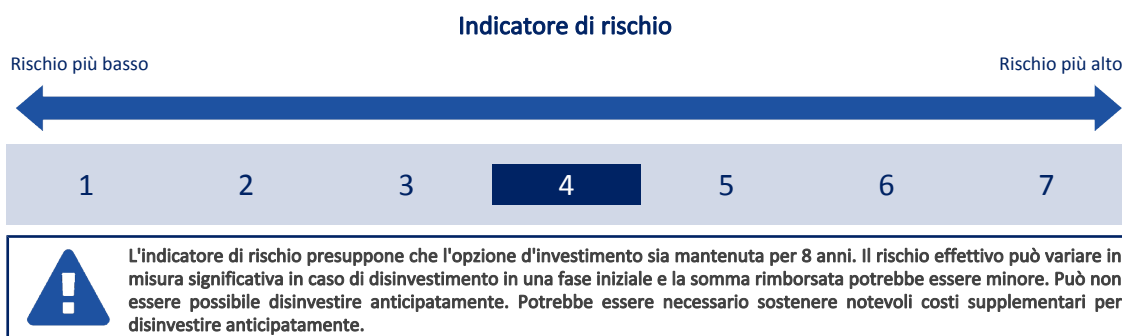 Indicatore di rischio
Rischio più basso Rischio più alto
1 2 3 4 5 6 7
L'indicatore di rischio presuppone che l'opzione d'investimento sia mantenuta per 8 anni. Il rischio effettivo può variare in
misura significativa in caso di disinvestimento in una fase iniziale e la somma rimborsata potrebbe essere minore. Può non
essere possibile disinvestire anticipatamente. Potrebbe essere necessario sostenere notevoli costi supplementari per
disinvestire anticipatamente.